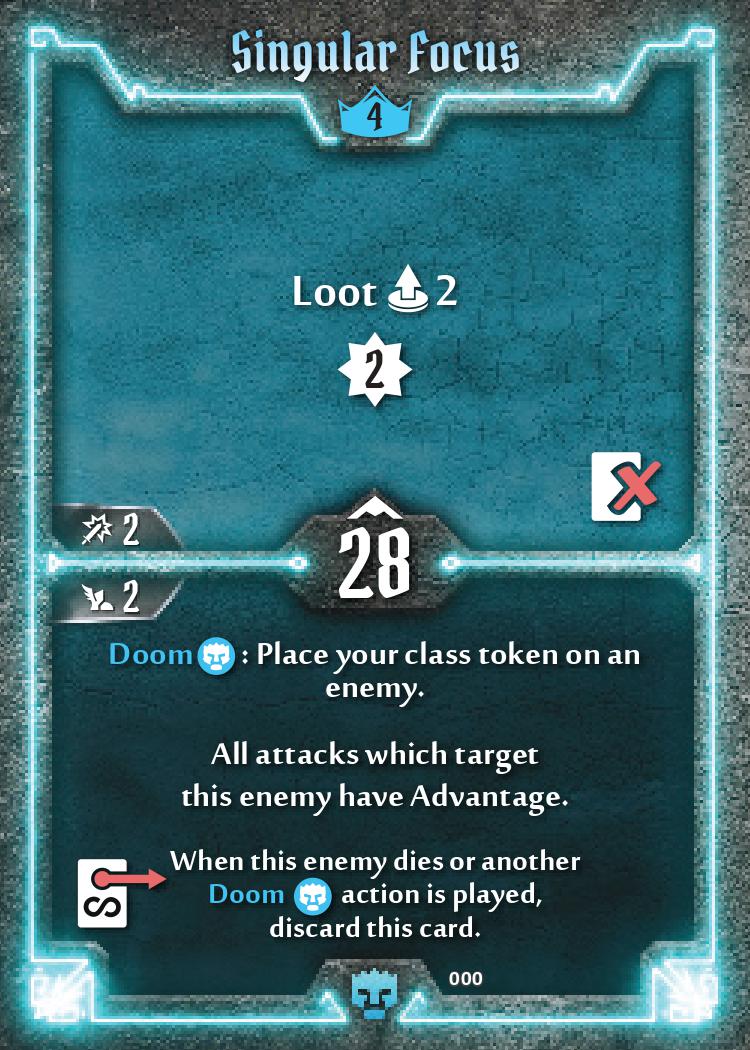 Singular Focus
4
Loot 2
2
2
28
2
Doom : Place your class token on an
enemy.
All attacks which target
this enemy have Advantage.
When this enemy dies or another
Doom action is played,
discard this card.
000